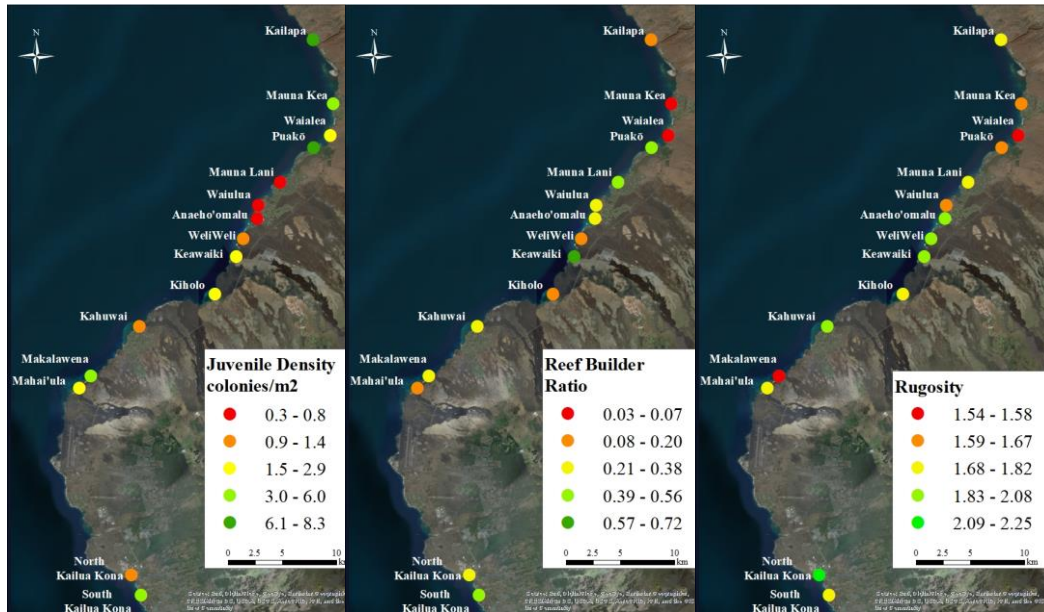 N
Kailapa
Mauna Kea
Waialea
Puakō
Mauna Lani
Waiulua
Anaeho'omalu
WeliWeli
Keawaiki
Kīholo
Kahuwai
Makalawena
Mahai'ula
North
Kailua Kona
South
Kailua Kona
Juvenile Density
colonies/m2
0.3 - 0.8
0.9 - 1.4
1.5 - 2.9
3.0 - 6.0
6.1 - 8.3
0 2.5 5 10
km
N
Kailapa
Mauna Kea
Waialea
Puakō
Mauna Lani
Waiulua
Anaeho'omalu
WeliWeli
Keawaiki
Kīholo
Kahuwai
Makalawena
Mahai'ula
North
Kailua Kona
South
Kailua Kona
Reef Builder
Ratio
0.03 - 0.07
0.08 - 0.20
0.21 - 0.38
0.39 - 0.56
0.57 - 0.72
0 2.5 5 10
km
N
Kailapa
Mauna Kea
Waialea
Puakō
Mauna Lani
Waiulua
Anaeho'omalu
WeliWeli
Keawaiki
Kīholo
Kahuwai
Makalawena
Mahai'ula
North
Kailua Kona
South
Kailua Kona
Rugosity
1.54 - 1.58
1.59 - 1.67
1.68 - 1.82
1.83 - 2.08
2.09 - 2.25
0 2.5 5 10
km